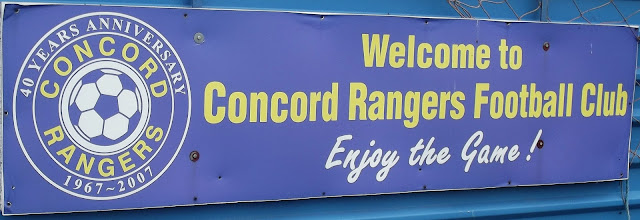 40 YEARS ANNIVERSARY
CONCORD
RANGERS
1967~2007
Welcome to
Concord Rangers Football Club
Enjoy the Game!